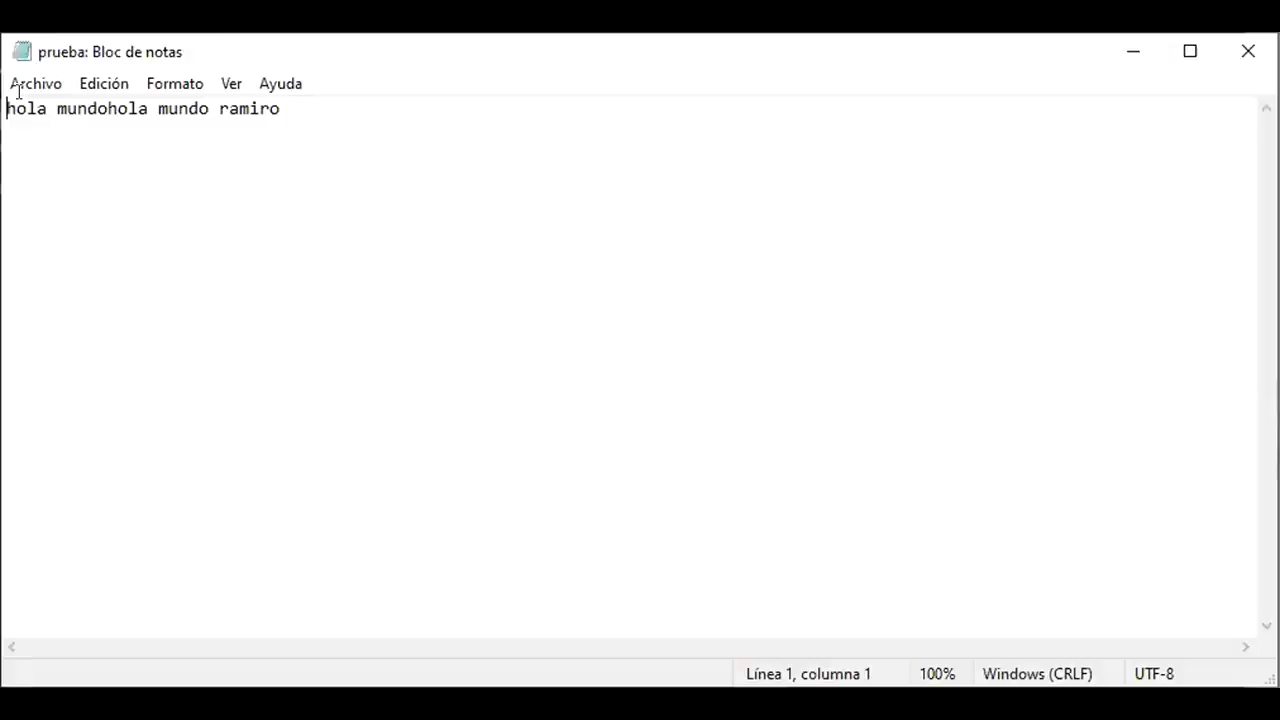 prueba: Bloc de notas
Archivo Edición Formato Ver Ayuda
hola mundohola mundo ramiro
Línea 1, columna 1 100% Windows (CRLF) UTF-8